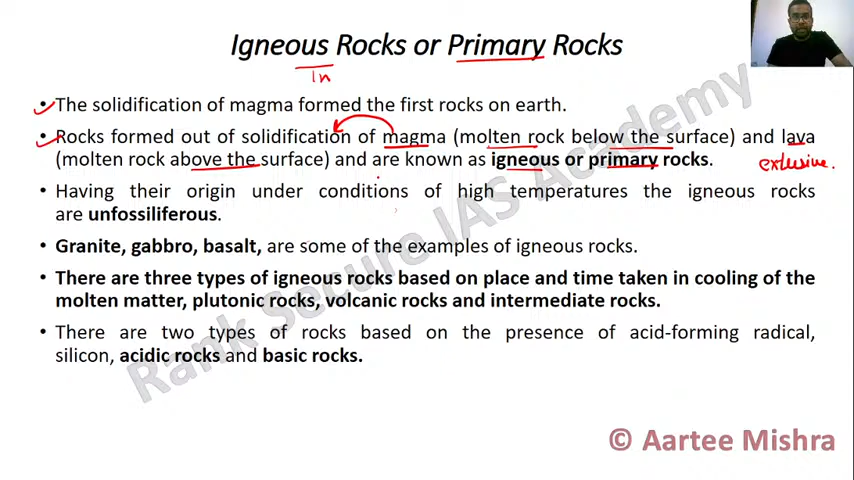 Igneous Rocks or Primary Rocks
In
• The solidification of magma formed the first rocks on earth.
• Rocks formed out of solidification of magma (molten rock below the surface) and lava
(molten rock above the surface) and are known as igneous or primary rocks.
exlusive.
• Having their origin under conditions of high temperatures the igneous rocks
are unfossiliferous.
• Granite, gabbro, basalt, are some of the examples of igneous rocks.
• There are three types of igneous rocks based on place and time taken in cooling of the
molten matter, plutonic rocks, volcanic rocks and intermediate rocks.
• There are two types of rocks based on the presence of acid-forming radical,
silicon, acidic rocks and basic rocks.
Rank Secure IAS Academy
© Aartee Mishra